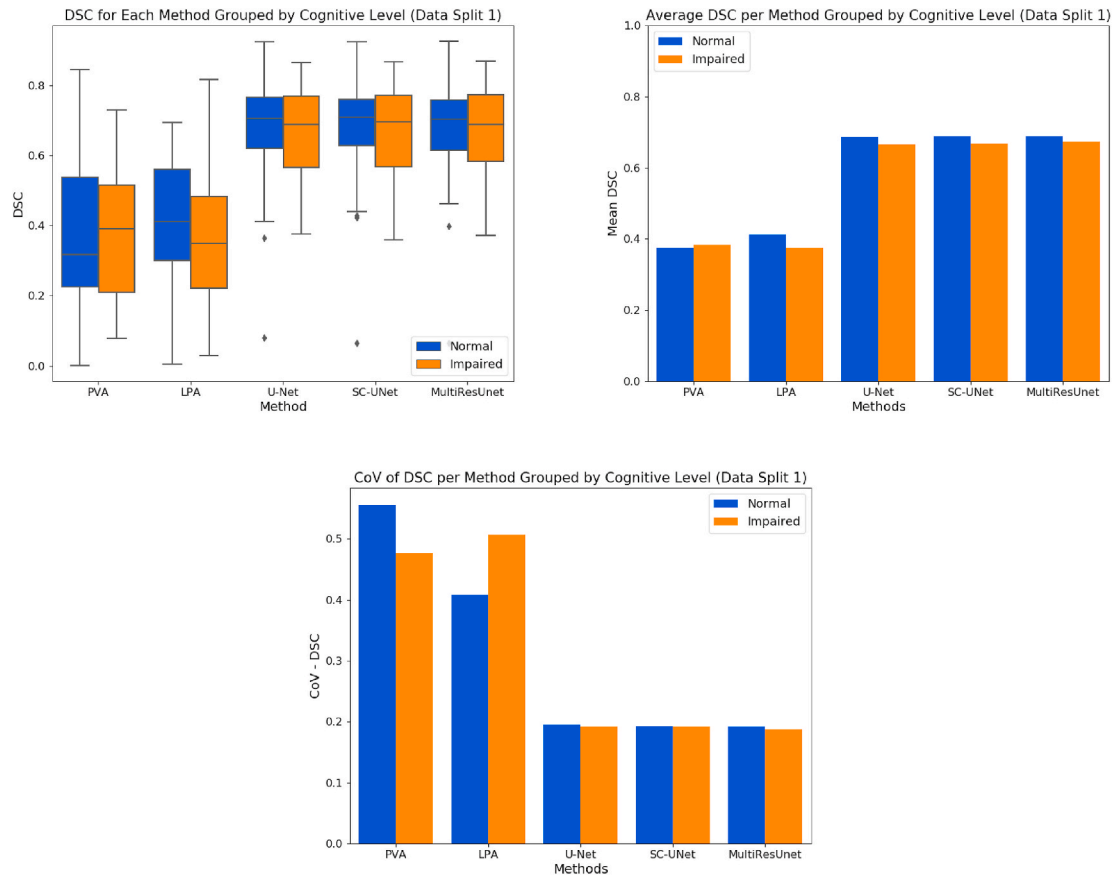 DSC for Each Method Grouped by Cognitive Level (Data Split 1)
DSC
0.8
0.6
0.4
0.2
0.0
Normal
Impaired
PVA LPA U-Net SC-UNet MultiResUnet
Method
Average DSC per Method Grouped by Cognitive Level (Data Split 1)
Mean DSC
1.0
0.8
0.6
0.4
0.2
0.0
Normal
Impaired
PVA LPA U-Net SC-UNet MultiResUnet
Methods
CoV of DSC per Method Grouped by Cognitive Level (Data Split 1)
CoV - DSC
0.5
0.4
0.3
0.2
0.1
0.0
Normal
Impaired
PVA LPA U-Net SC-UNet MultiResUnet
Methods